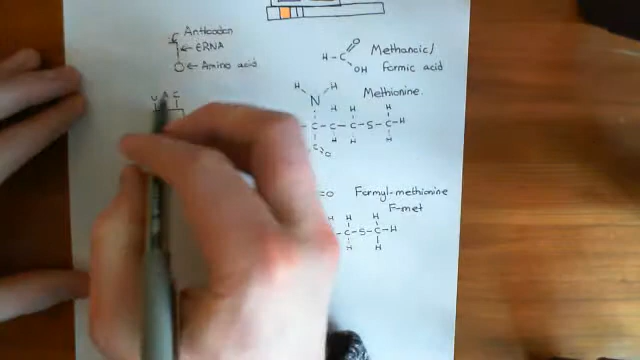 Anticodon
tRNA
Amino acid
Methanoic/
formic acid
H-C
O
OH
Methionine.
H H
N H H H
C-C-C-S-C-H
H H H
=O Formyl-methionine
F-met
H H H
-C-S-C-H
H H
U A C